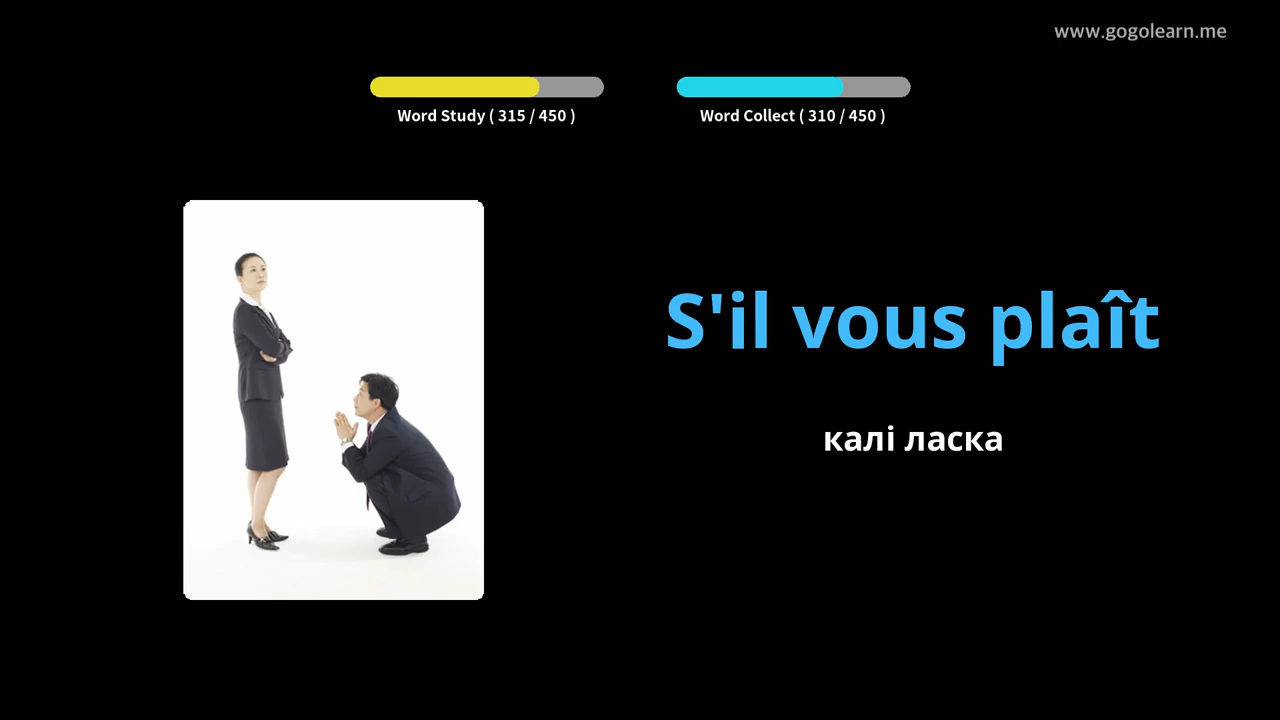 www.gogolearn.me
Word Study ( 315 / 450 )
Word Collect ( 310 / 450 )
S'il vous plaît
калі ласка